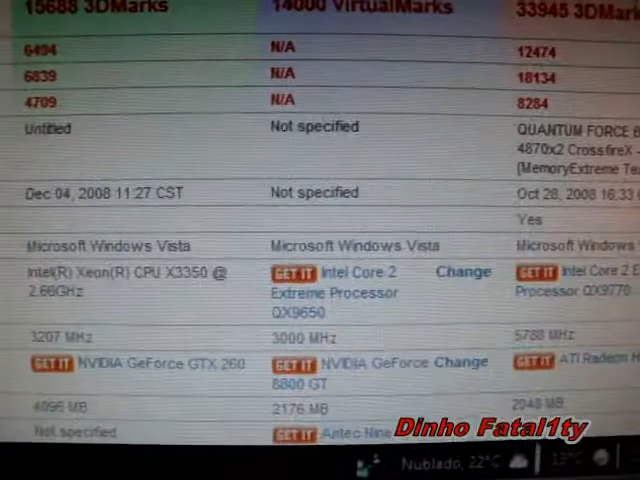 15688 3DMarks 14000 VirtualMarks 33945 3DMark
6494 N/A 12474
6839 N/A 18134
4709 N/A 8284
Untitled Not specified QUANTUM FORCE
4870x2 CrossfireX -
[MemoryExtreme
Dec 04, 2008 11:27 CST Not specified Oct 28, 2008 16:33
Yes
Microsoft Windows Vista Microsoft Windows Vista Microsoft Windows
Intel(R) Xeon(R) CPU X3350 @ GET IT Intel Core 2 Change GET IT Intel Core 2 E
2.66GHz Extreme Processor Processor QX9770
QX9650
3207 MHz 3000 MHz 5788 MHz
GET IT NVIDIA GeForce GTX 260 GET IT NVIDIA GeForce Change GET IT ATI Radeon H
8800 GT
4096 MB 2176 MB 2048 MB
Not specified GET IT Antec Nine
Dinho Fatal1ty
Nublado, 22°C 13°C